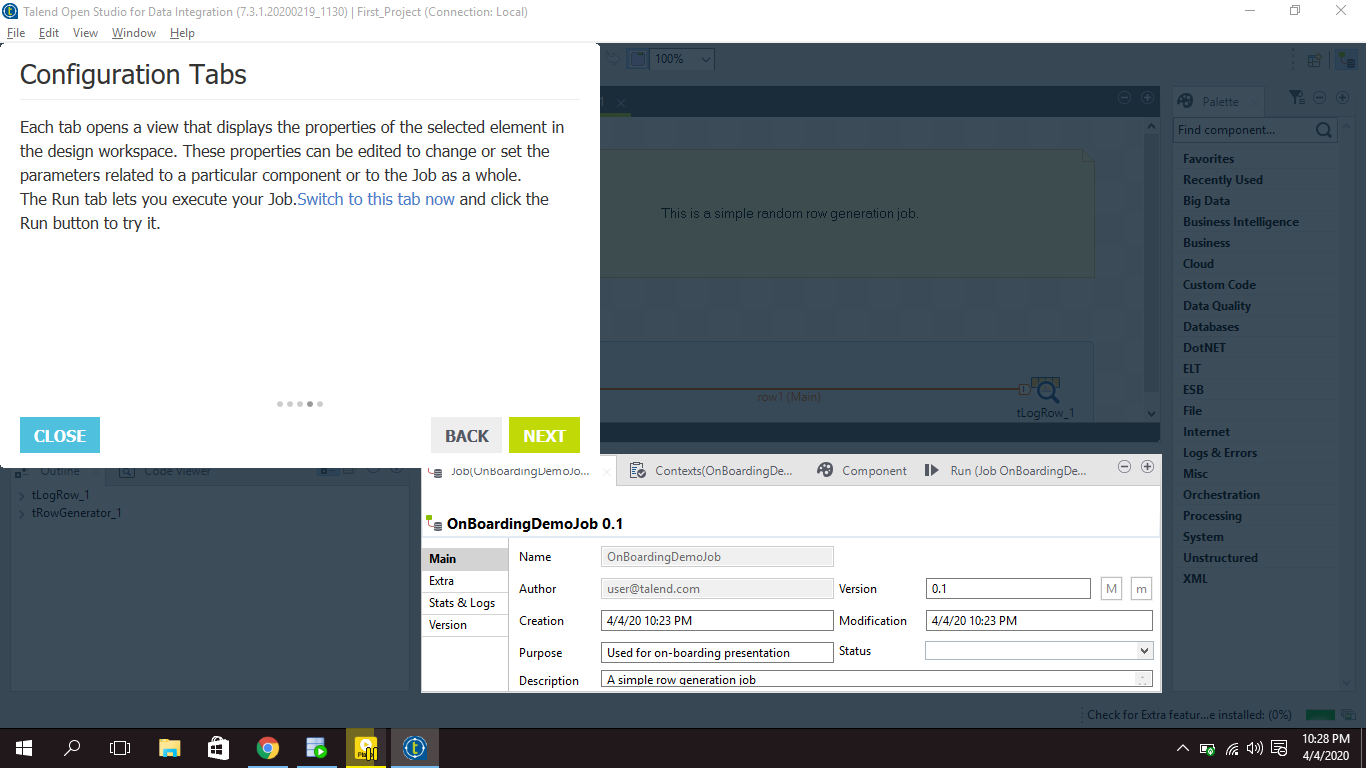 Talend Open Studio for Data Integration (7.3.1.20200219_1130) | First_Project (Connection: Local)
File Edit View Window Help
Configuration Tabs
Each tab opens a view that displays the properties of the selected element in
the design workspace. These properties can be edited to change or set the
parameters related to a particular component or to the Job as a whole.
The Run tab lets you execute your Job.Switch to this tab now and click the
Run button to try it.
CLOSE
BACK
NEXT
100%
This is a simple random row generation job.
row1 (Main)
tLogRow_1
Palette
Find component...
Favorites
Recently Used
Big Data
Business Intelligence
Business
Cloud
Custom Code
Data Quality
Databases
DotNET
ELT
ESB
File
Internet
Logs & Errors
Misc
Orchestration
Processing
System
Unstructured
XML
Outline
Code Viewer
tLogRow_1
tRowGenerator_1
Job(OnBoardingDemoJo...
Contexts(OnBoardingDe...
Component
Run (Job OnBoardingDe...
OnBoardingDemoJob 0.1
Main
Extra
Stats & Logs
Version
Name OnBoardingDemoJob
Author user@talend.com Version 0.1 M m
Creation 4/4/20 10:23 PM Modification 4/4/20 10:23 PM
Purpose Used for on-boarding presentation Status
Description A simple row generation job
Check for Extra featur...e installed: (0%)
10:28 PM
4/4/2020